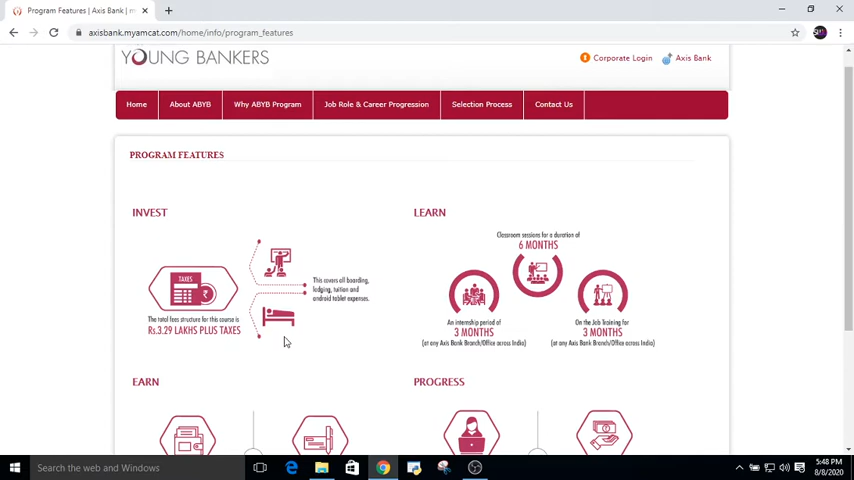 Program Features | Axis Bank | m
axisbank.myamcat.com/home/info/program_features
YOUNG BANKERS
Corporate Login
Axis Bank
Home
About ABYB
Why ABYB Program
Job Role & Career Progression
Selection Process
Contact Us
PROGRAM FEATURES
INVEST
TAXES
The total fees structure for this course is
Rs.3.29 LAKHS PLUS TAXES
This covers all boarding,
lodging, tuition and
android tablet expenses.
LEARN
Classroom sessions for a duration of
6 MONTHS
An internship period of
3 MONTHS
(at any Axis Bank Branch/Office across India)
On the Job Training for
3 MONTHS
(at any Axis Bank Branch/Office across India)
EARN
PROGRESS
Search the web and Windows
5:48 PM
8/8/2020